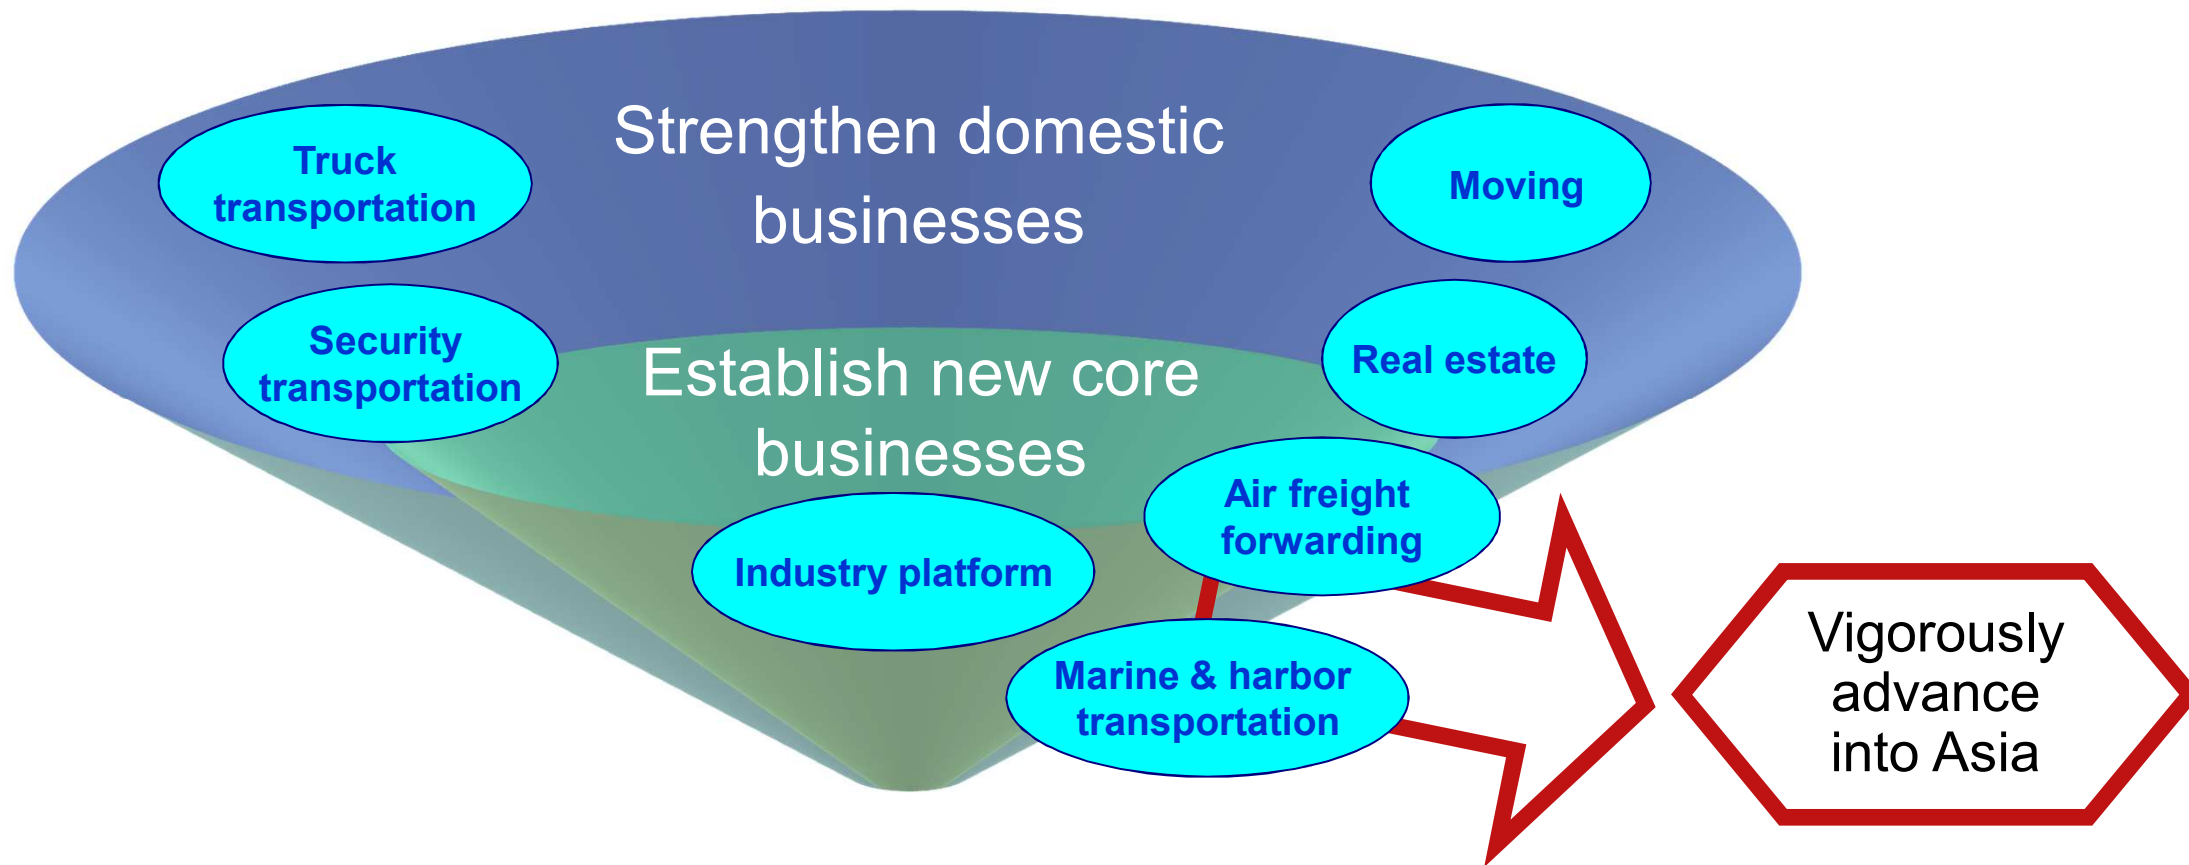 Strengthen domestic
businesses
Truck
transportation
Moving
Security
transportation
Real estate
Establish new core
businesses
Air freight
forwarding
Industry platform
Marine & harbor
transportation
Vigorously
advance
into Asia